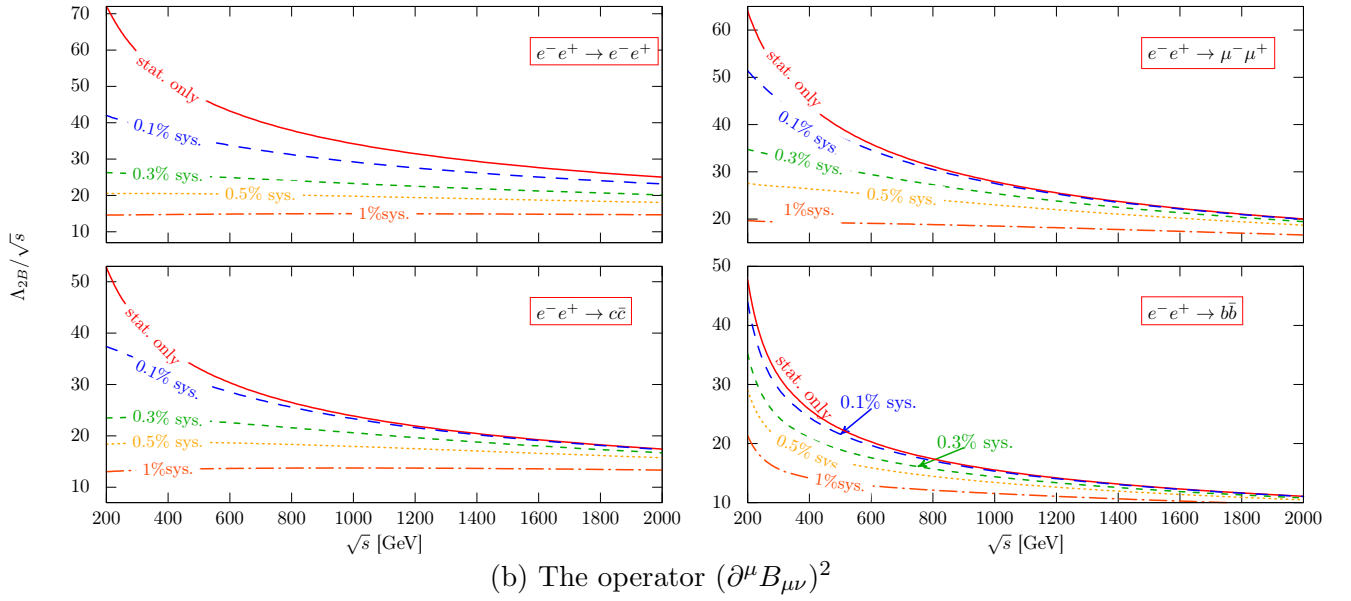 70
60
50
40
30
20
10
e⁻e⁺ → e⁻e⁺
stat. only
0.1% sys.
0.3% sys.
0.5% sys.
1%sys.
60
50
40
30
20
e⁻e⁺ → μ⁻μ⁺
stat. only
0.1% sys.
0.3% sys.
0.5% sys.
1%sys.
Λ₂B/√s
50
40
30
20
10
e⁻e⁺ → cc̄
stat. only
0.1% sys.
0.3% sys.
0.5% sys.
1%sys.
200 400 600 800 1000 1200 1400 1600 1800 2000
√s [GeV]
50
40
30
20
10
e⁻e⁺ → bb̄
stat. only
0.1% sys.
0.3% sys.
0.5% sys
1%sys.
200 400 600 800 1000 1200 1400 1600 1800 2000
√s [GeV]
(b) The operator (∂^μ B_μν)²